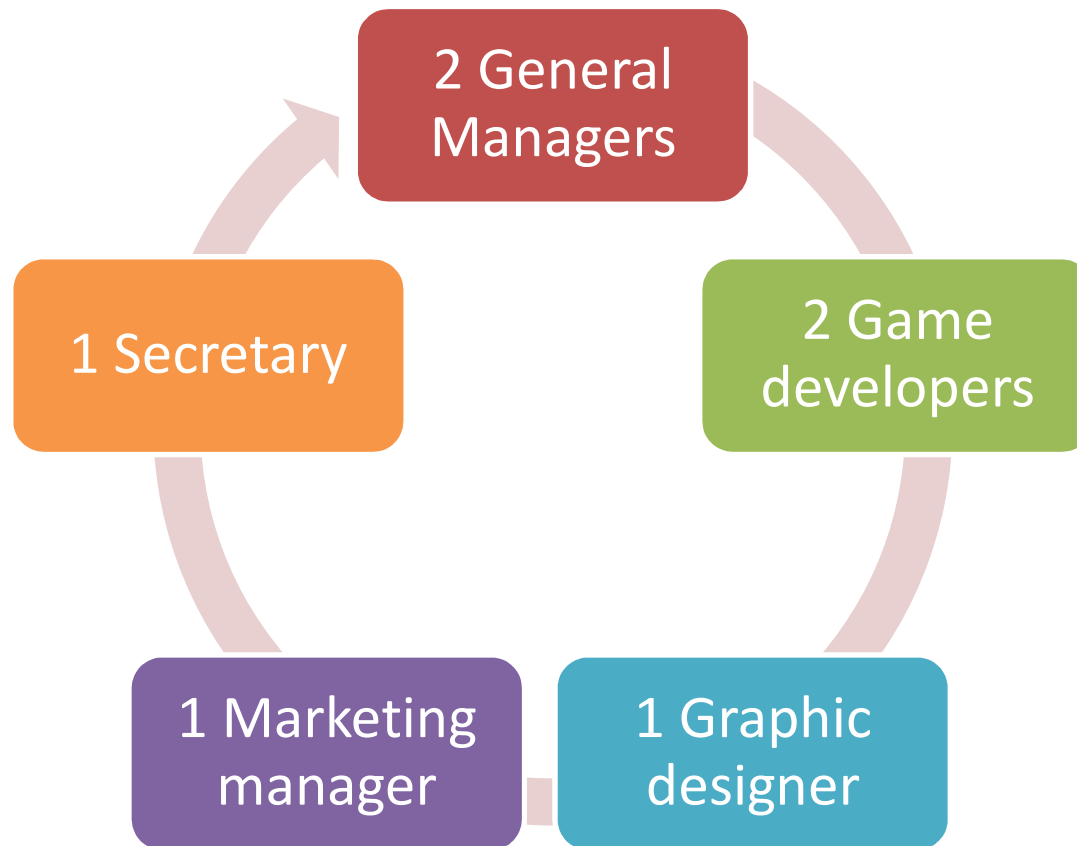 2 General
Managers
2 Game
developers
1 Graphic
designer
1 Marketing
manager
1 Secretary